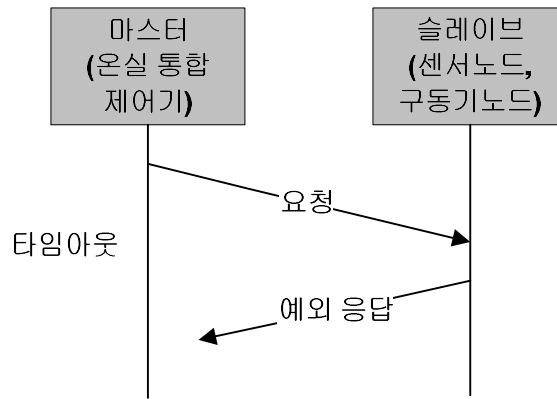 마스터
(온실 통합
제어기)
슬레이브
(센서노드,
구동기노드)
요청
타임아웃
예외 응답